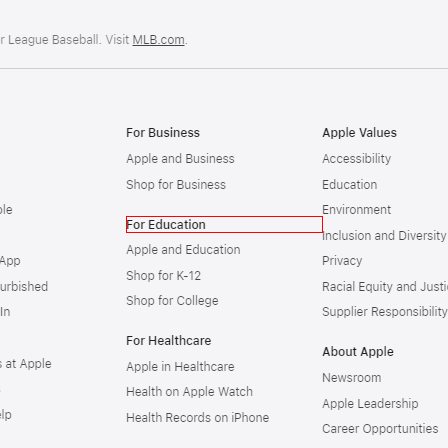 r League Baseball. Visit MLB.com.
For Business
Apple and Business
Shop for Business
For Education
Apple and Education
Shop for K-12
Shop for College
For Healthcare
Apple in Healthcare
Health on Apple Watch
Health Records on iPhone
Apple Values
Accessibility
Education
Environment
Inclusion and Diversity
Privacy
Racial Equity and Justi
Supplier Responsibility
About Apple
Newsroom
Apple Leadership
Career Opportunities
ple
App
urbished
In
s at Apple
elp